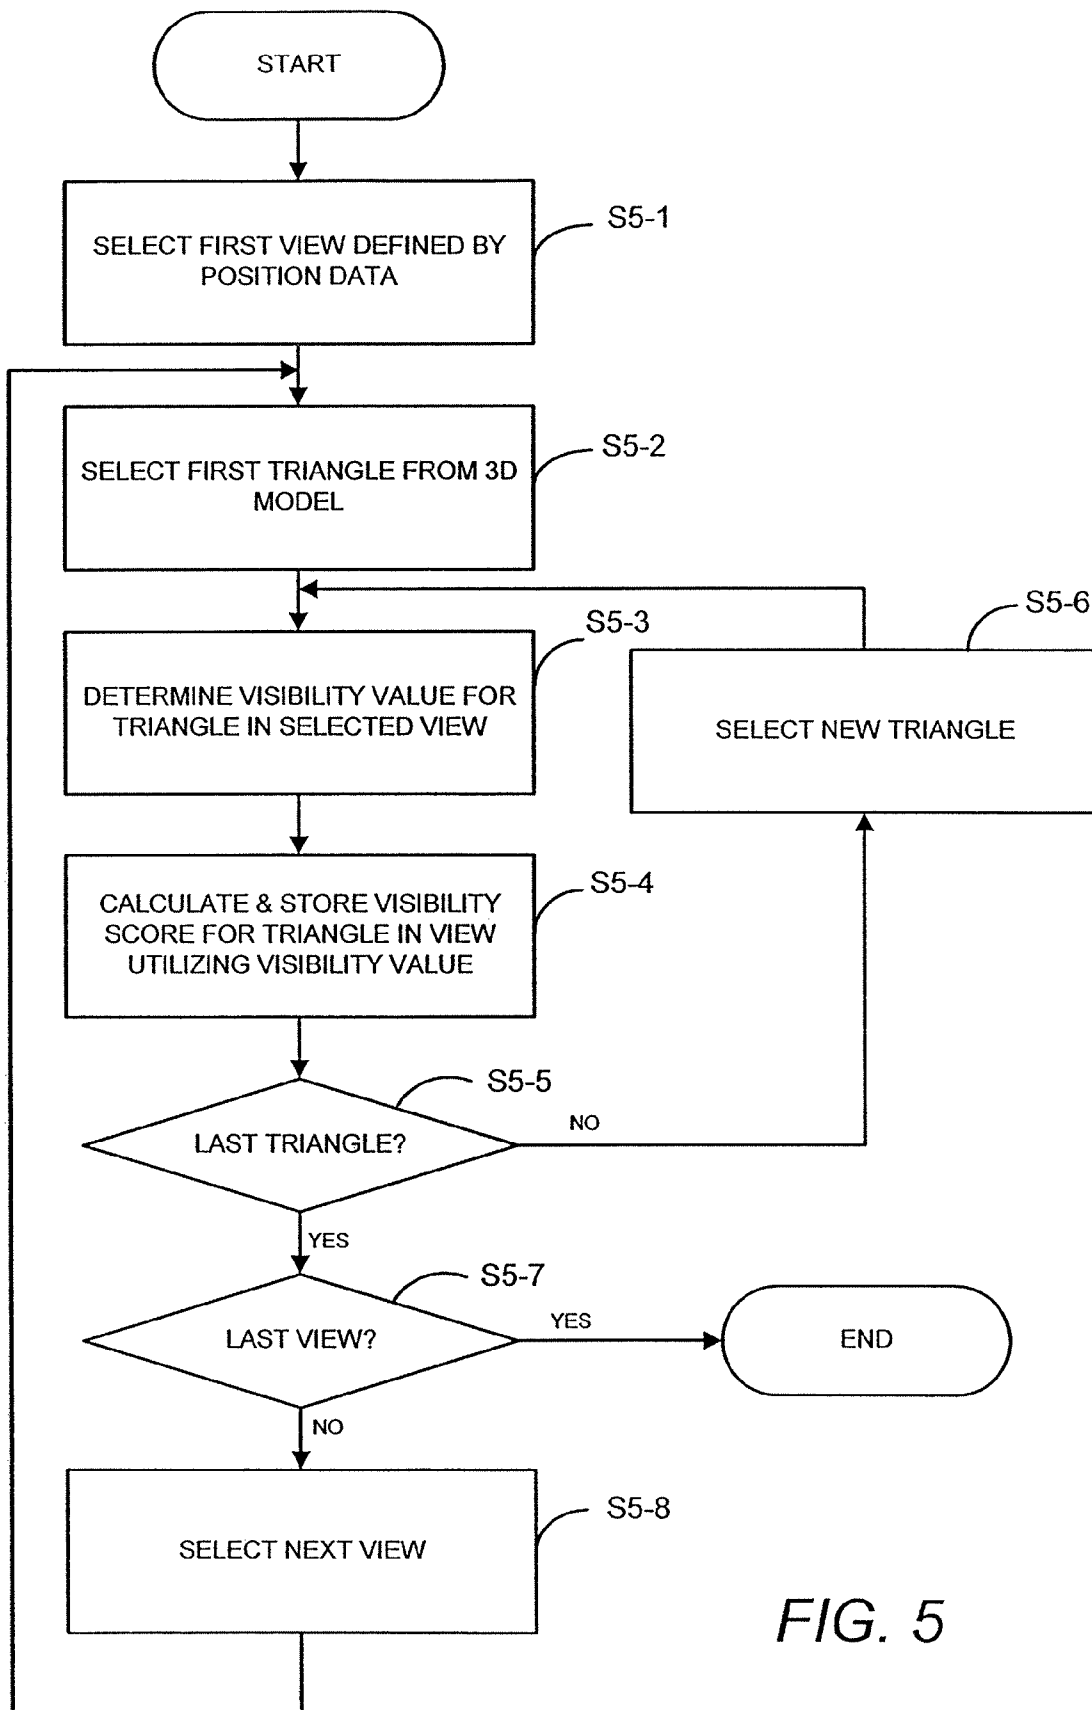 START
S5-1
SELECT FIRST VIEW DEFINED BY
POSITION DATA
S5-2
SELECT FIRST TRIANGLE FROM 3D
MODEL
S5-3
DETERMINE VISIBILITY VALUE FOR
TRIANGLE IN SELECTED VIEW
S5-6
SELECT NEW TRIANGLE
S5-4
CALCULATE & STORE VISIBILITY
SCORE FOR TRIANGLE IN VIEW
UTILIZING VISIBILITY VALUE
S5-5
LAST TRIANGLE?
NO
YES
S5-7
LAST VIEW?
YES
END
NO
S5-8
SELECT NEXT VIEW
FIG. 5